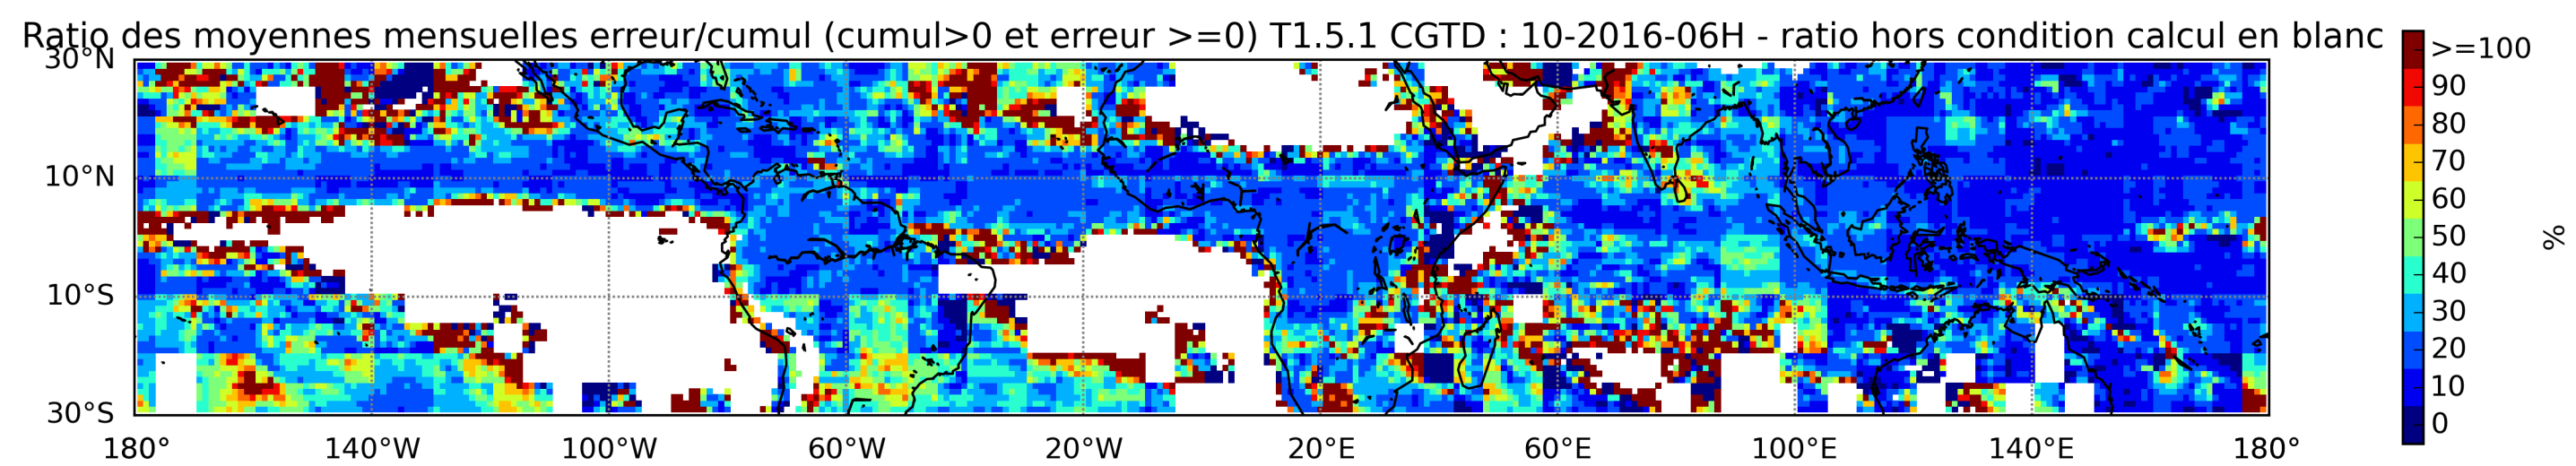 Ratio des moyennes mensuelles erreur/cumul (cumul>0 et erreur >=0) T1.5.1 CGTD : 10-2016-06H - ratio hors condition calcul en blanc
30°N
10°N
10°S
30°S
180°
140°W
100°W
60°W
20°W
20°E
60°E
100°E
140°E
180°
>=100
90
80
70
60
50
40
30
20
10
0
%